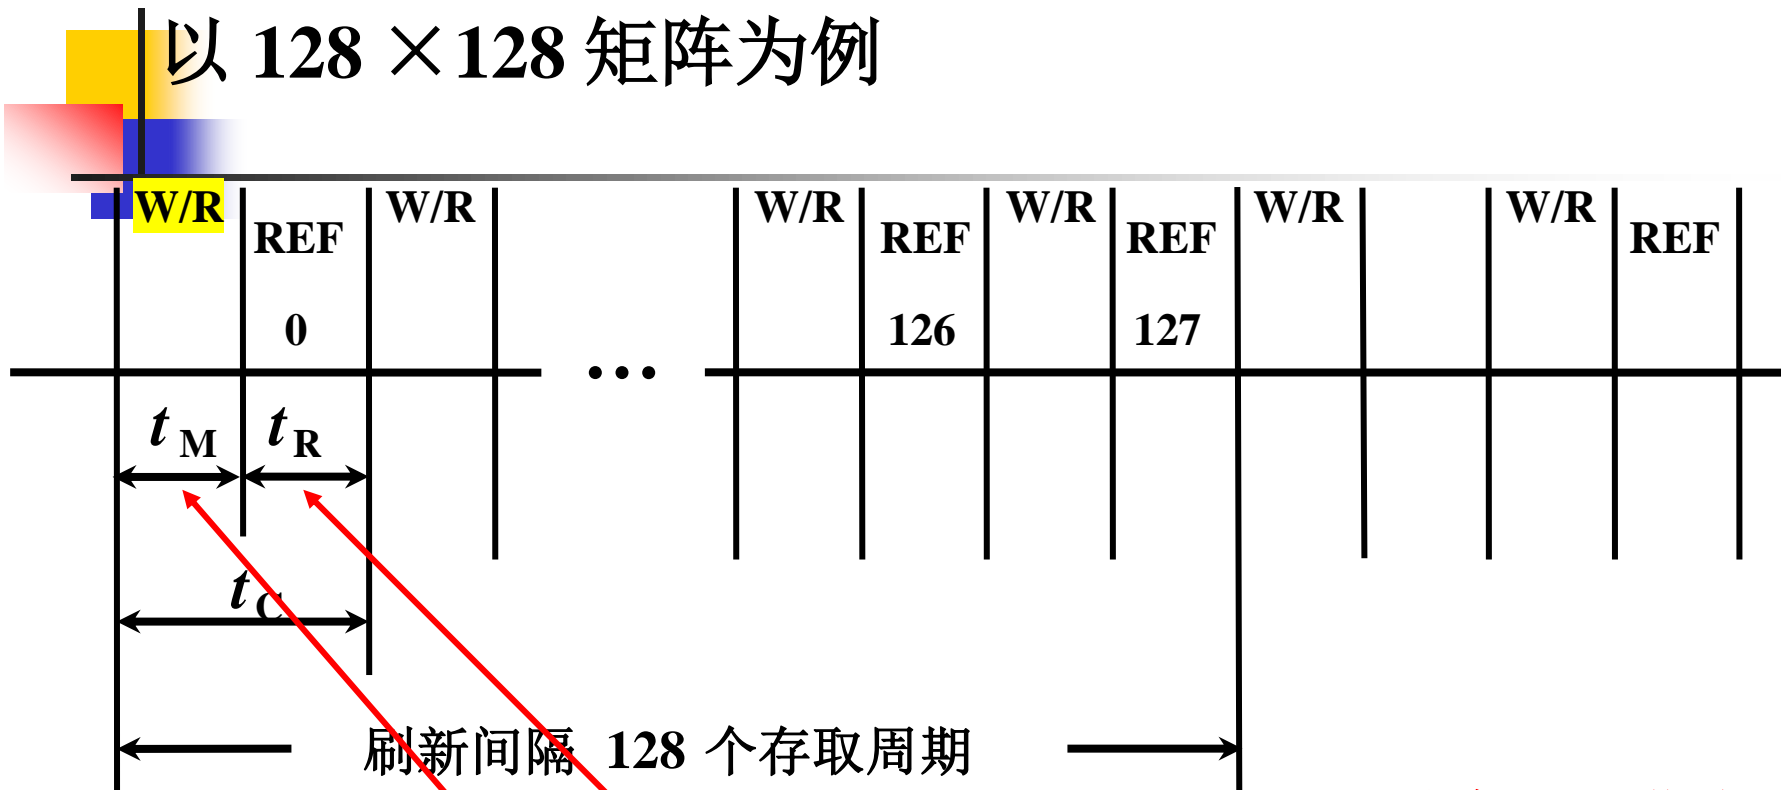 以 128 ×128 矩阵为例
W/R W/R W/R W/R W/R W/R
REF REF REF REF
0 126 127
…
t M t R
t C
刷新间隔 128 个存取周期